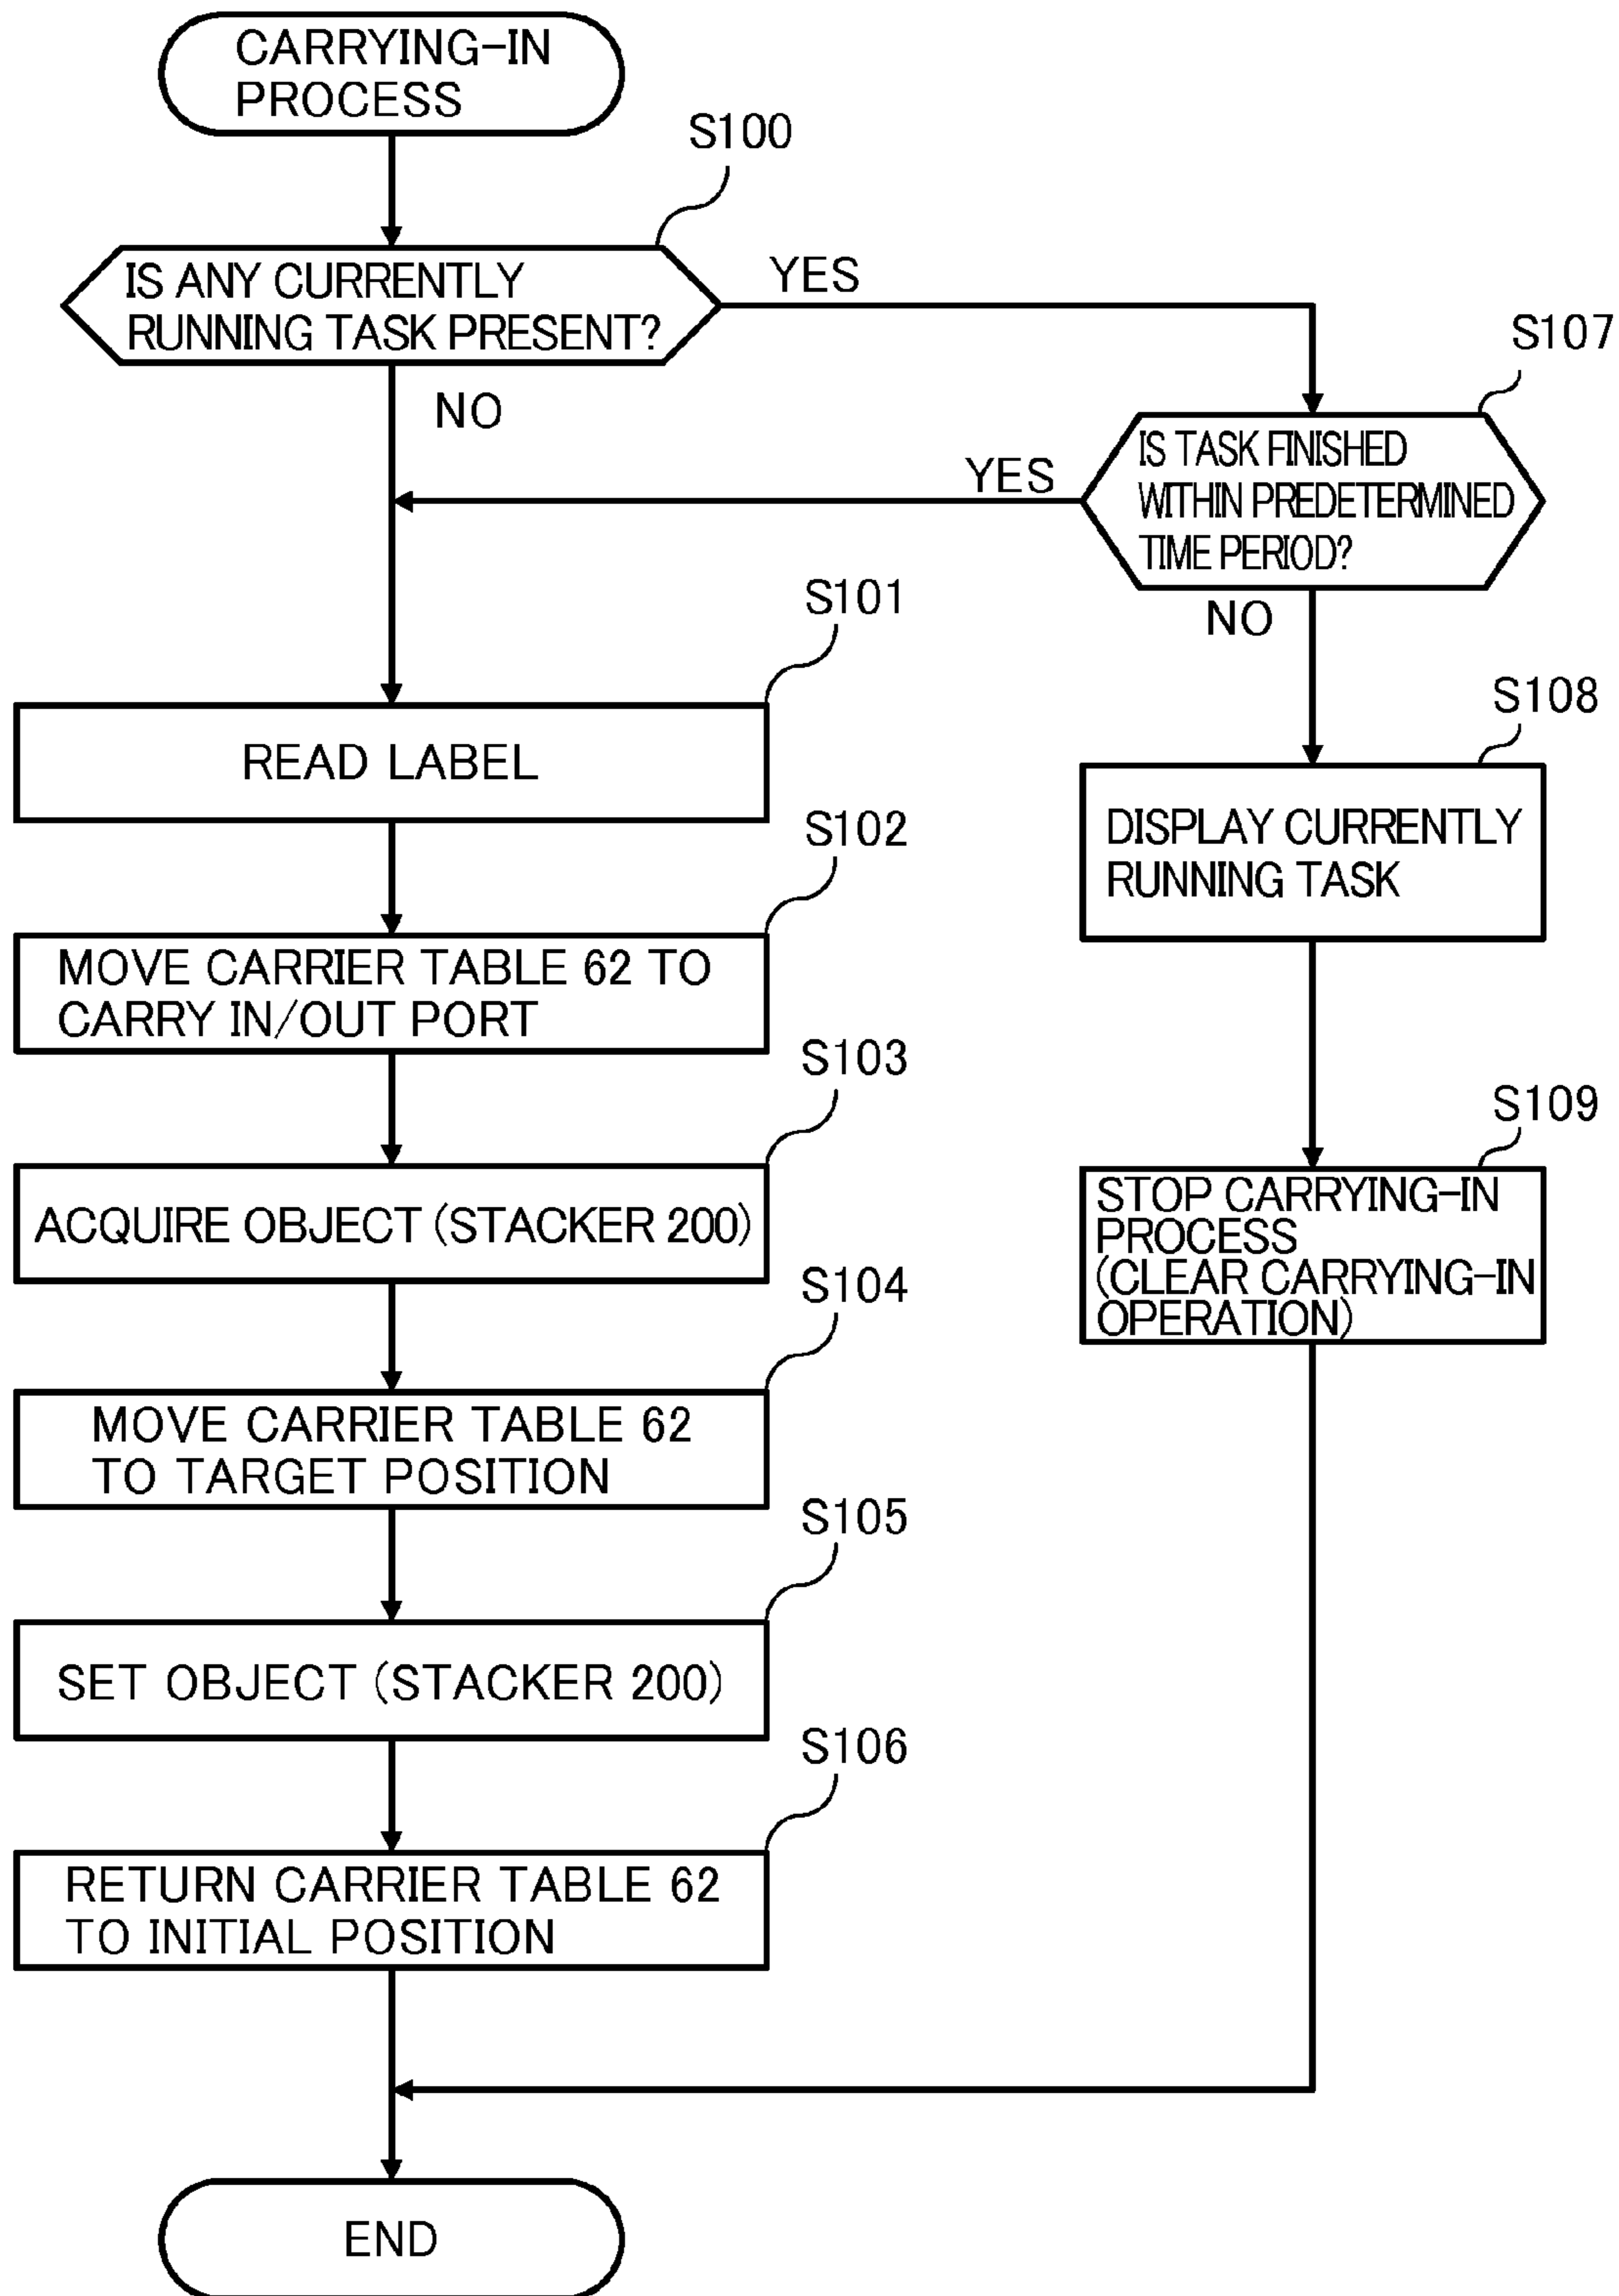 CARRYING-IN
PROCESS
S100
IS ANY CURRENTLY
RUNNING TASK PRESENT?
YES
NO
S107
IS TASK FINISHED
WITHIN PREDETERMINED
TIME PERIOD?
YES
NO
S101
READ LABEL
S108
DISPLAY CURRENTLY
RUNNING TASK
S102
MOVE CARRIER TABLE 62 TO
CARRY IN/OUT PORT
S103
ACQUIRE OBJECT (STACKER 200)
S109
STOP CARRYING-IN
PROCESS
(CLEAR CARRYING-IN
OPERATION)
S104
MOVE CARRIER TABLE 62
TO TARGET POSITION
S105
SET OBJECT (STACKER 200)
S106
RETURN CARRIER TABLE 62
TO INITIAL POSITION
END